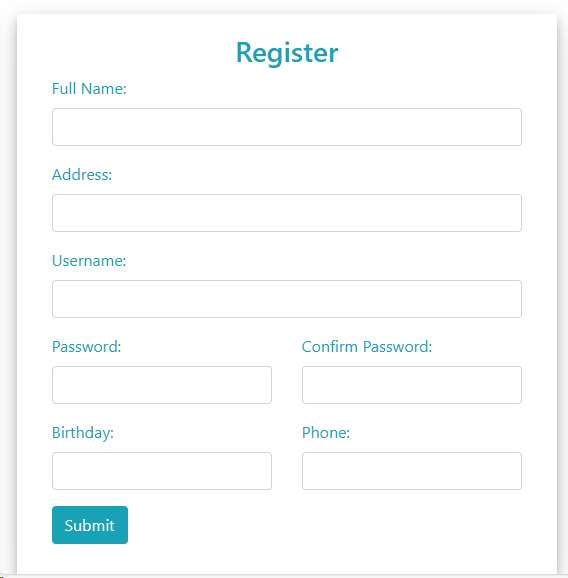 Register
Full Name:
Address:
Username:
Password: Confirm Password:
Birthday: Phone:
Submit